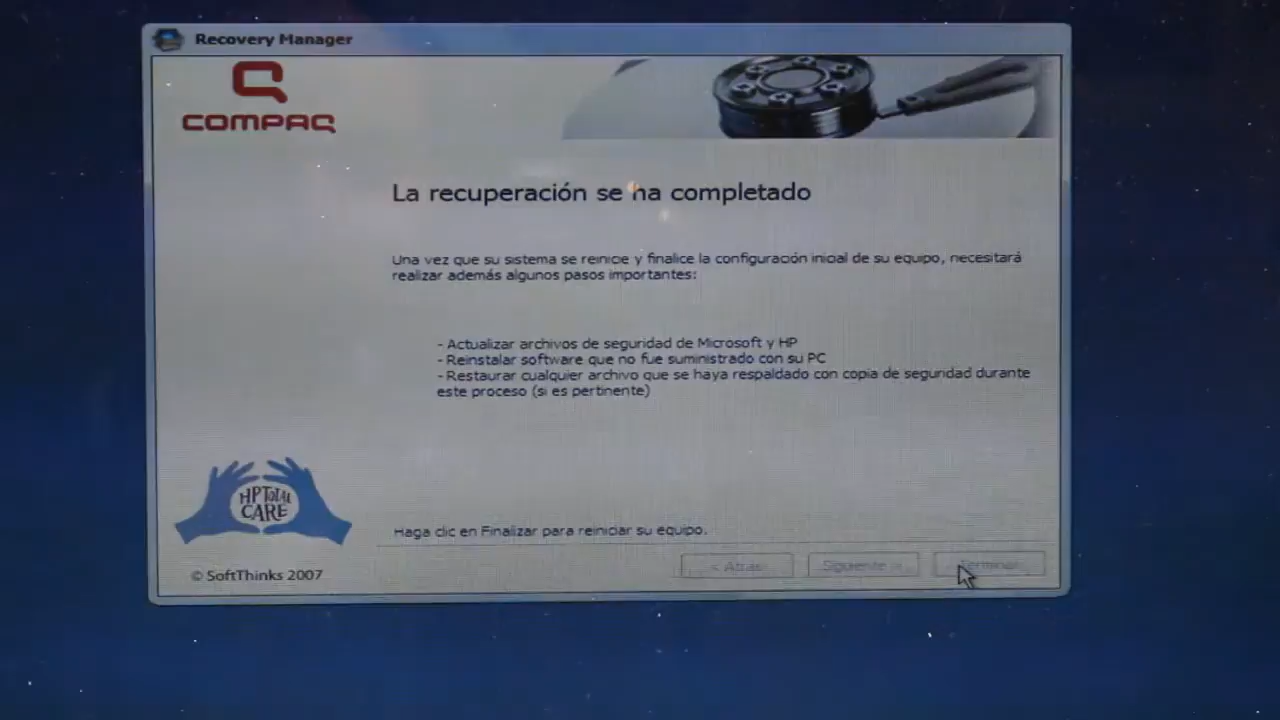 Recovery Manager
COMPAQ
La recuperación se ha completado
Una vez que su sistema se reinicie y finalice la configuración inicial de su equipo, necesitará
realizar además algunos pasos importantes:
- Actualizar archivos de seguridad de Microsoft y HP
- Reinstalar software que no fue suministrado con su PC
- Restaurar cualquier archivo que se haya respaldado con copia de seguridad durante
este proceso (si es pertinente)
HP TOTAL
CARE
Haga clic en Finalizar para reiniciar su equipo.
< Atrás Siguiente > Terminar
© SoftThinks 2007